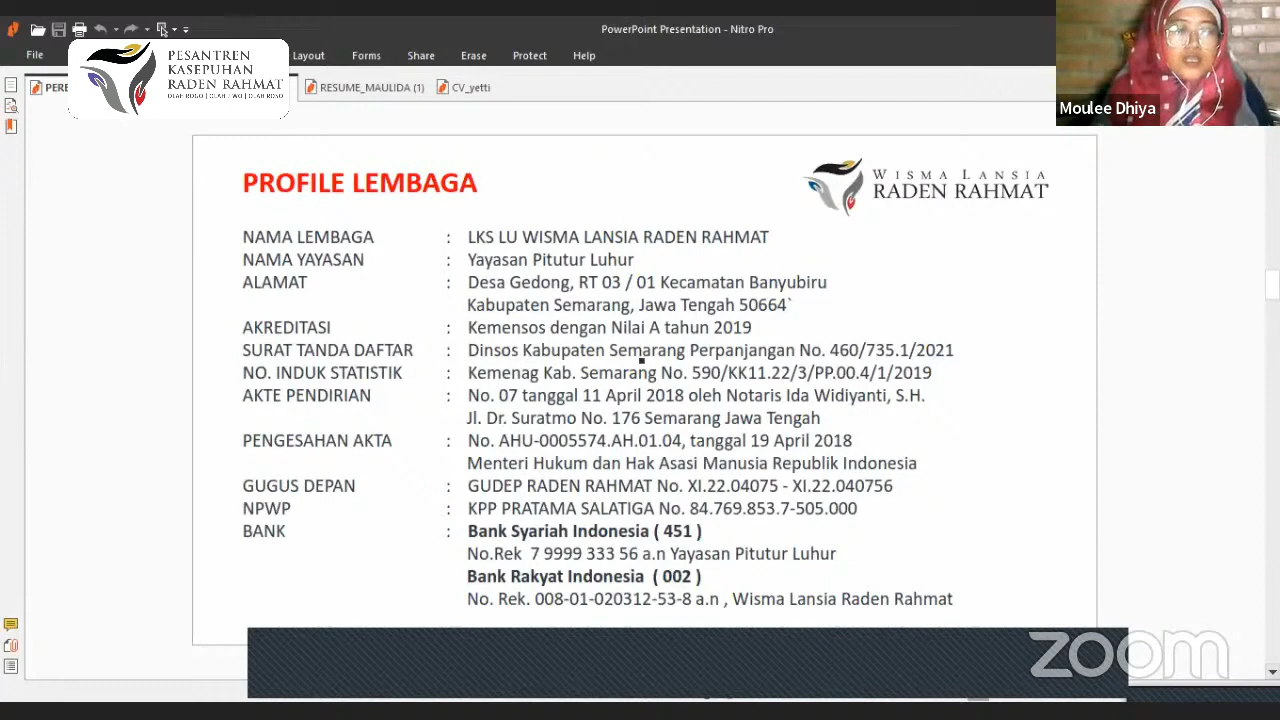 PowerPoint Presentation - Nitro Pro
File
Layout
Forms
Share
Erase
Protect
Help
PESANTREN
KASEPUHAN
RADEN RAHMAT
OLAH ROGO | OLAH JIWO | OLAH ROSO
PERE
RESUME_MAULIDA (1)
CV_yetti
Moulee Dhiya
PROFILE LEMBAGA
WISMA LANSIA
RADEN RAHMAT
NAMA LEMBAGA : LKS LU WISMA LANSIA RADEN RAHMAT
NAMA YAYASAN : Yayasan Pitutur Luhur
ALAMAT : Desa Gedong, RT 03 / 01 Kecamatan Banyubiru
Kabupaten Semarang, Jawa Tengah 50664`
AKREDITASI : Kemensos dengan Nilai A tahun 2019
SURAT TANDA DAFTAR : Dinsos Kabupaten Semarang Perpanjangan No. 460/735.1/2021
NO. INDUK STATISTIK : Kemenag Kab. Semarang No. 590/KK11.22/3/PP.00.4/1/2019
AKTE PENDIRIAN : No. 07 tanggal 11 April 2018 oleh Notaris Ida Widiyanti, S.H.
Jl. Dr. Suratmo No. 176 Semarang Jawa Tengah
PENGESAHAN AKTA : No. AHU-0005574.AH.01.04, tanggal 19 April 2018
Menteri Hukum dan Hak Asasi Manusia Republik Indonesia
GUGUS DEPAN : GUDEP RADEN RAHMAT No. XI.22.04075 - XI.22.040756
NPWP : KPP PRATAMA SALATIGA No. 84.769.853.7-505.000
BANK : Bank Syariah Indonesia ( 451 )
No.Rek 7 9999 333 56 a.n Yayasan Pitutur Luhur
Bank Rakyat Indonesia ( 002 )
No. Rek. 008-01-020312-53-8 a.n , Wisma Lansia Raden Rahmat
zoom